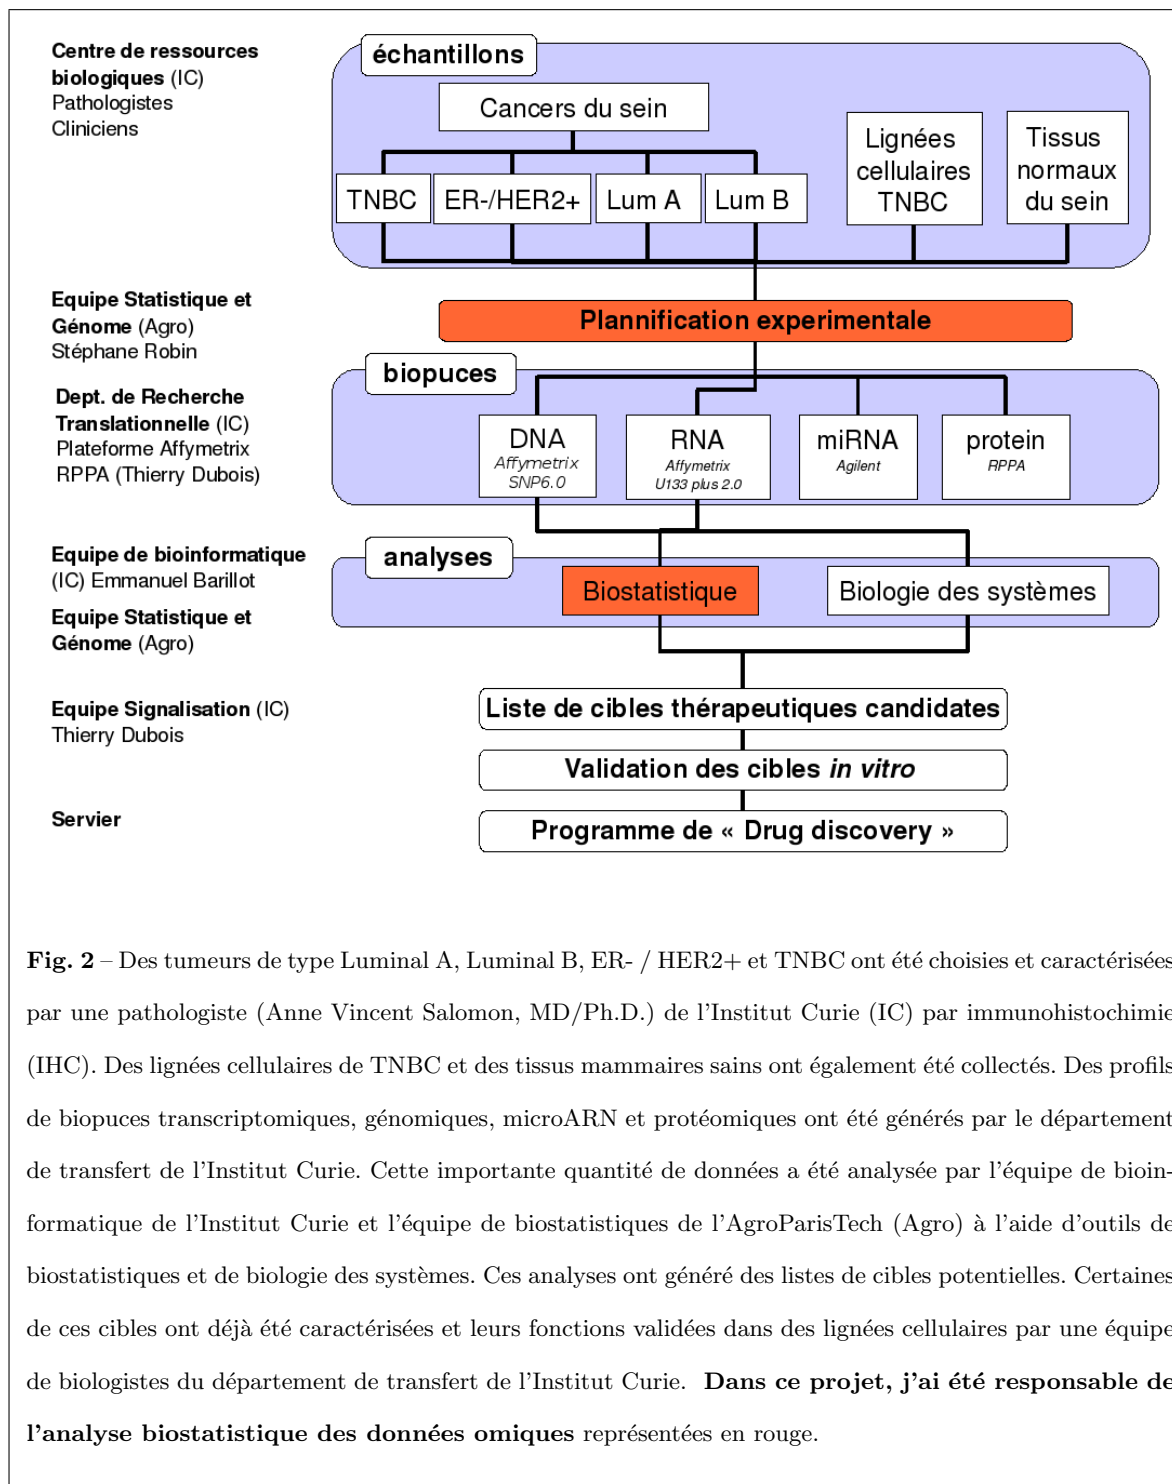 Centre de ressources
biologiques (IC)
Pathologistes
Cliniciens
échantillons
Cancers du sein
TNBC
ER-/HER2+
Lum A
Lum B
Lignées
cellulaires
TNBC
Tissus
normaux
du sein
Equipe Statistique et
Génome (Agro)
Stéphane Robin
Plannification experimentale
biopuces
Dept. de Recherche
Translationnelle (IC)
Plateforme Affymetrix
RPPA (Thierry Dubois)
DNA
Affymetrix
SNP6.0
RNA
Affymetrix
U133 plus 2.0
miRNA
Agilent
protein
RPPA
Equipe de bioinformatique
(IC) Emmanuel Barillot
Equipe Statistique et
Génome (Agro)
analyses
Biostatistique
Biologie des systèmes
Equipe Signalisation (IC)
Thierry Dubois
Liste de cibles thérapeutiques candidates
Validation des cibles in vitro
Servier
Programme de « Drug discovery »
Fig. 2 – Des tumeurs de type Luminal A, Luminal B, ER- / HER2+ et TNBC ont été choisies et caractérisées
par une pathologiste (Anne Vincent Salomon, MD/Ph.D.) de l'Institut Curie (IC) par immunohistochimie
(IHC). Des lignées cellulaires de TNBC et des tissus mammaires sains ont également été collectés. Des profils
de biopuces transcriptomiques, génomiques, microARN et protéomiques ont été générés par le département
de transfert de l'Institut Curie. Cette importante quantité de données a été analysée par l'équipe de bioin-
formatique de l'Institut Curie et l'équipe de biostatistiques de l'AgroParisTech (Agro) à l'aide d'outils de
biostatistiques et de biologie des systèmes. Ces analyses ont généré des listes de cibles potentielles. Certaines
de ces cibles ont déjà été caractérisées et leurs fonctions validées dans des lignées cellulaires par une équipe
de biologistes du département de transfert de l'Institut Curie. Dans ce projet, j'ai été responsable de
l'analyse biostatistique des données omiques représentées en rouge.